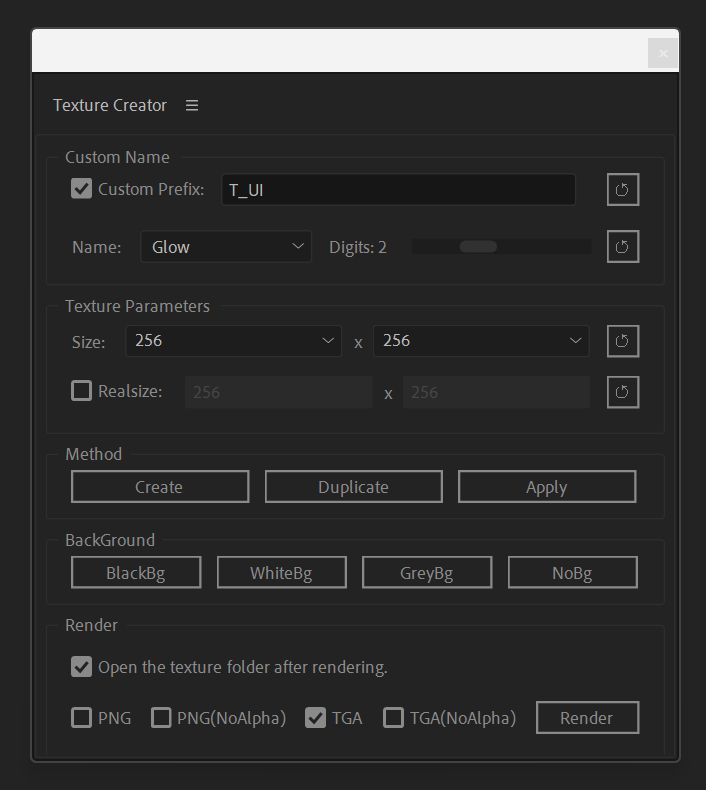 Texture Creator
Custom Name
Custom Prefix: T_UI
Name: Glow Digits: 2
Texture Parameters
Size: 256 x 256
Realsize: 256 x 256
Method
Create Duplicate Apply
BackGround
BlackBg WhiteBg GreyBg NoBg
Render
Open the texture folder after rendering.
PNG PNG(NoAlpha) TGA TGA(NoAlpha) Render